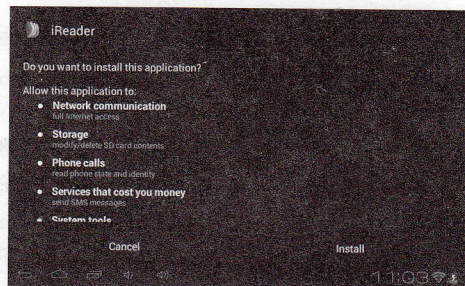 iReader
Do you want to install this application?
Allow this application to:
• Network communication
full Internet access
• Storage
modify/delete SD card contents
• Phone calls
read phone state and identity
• Services that cost you money
send SMS messages
• System tools
Cancel
Install
11:03